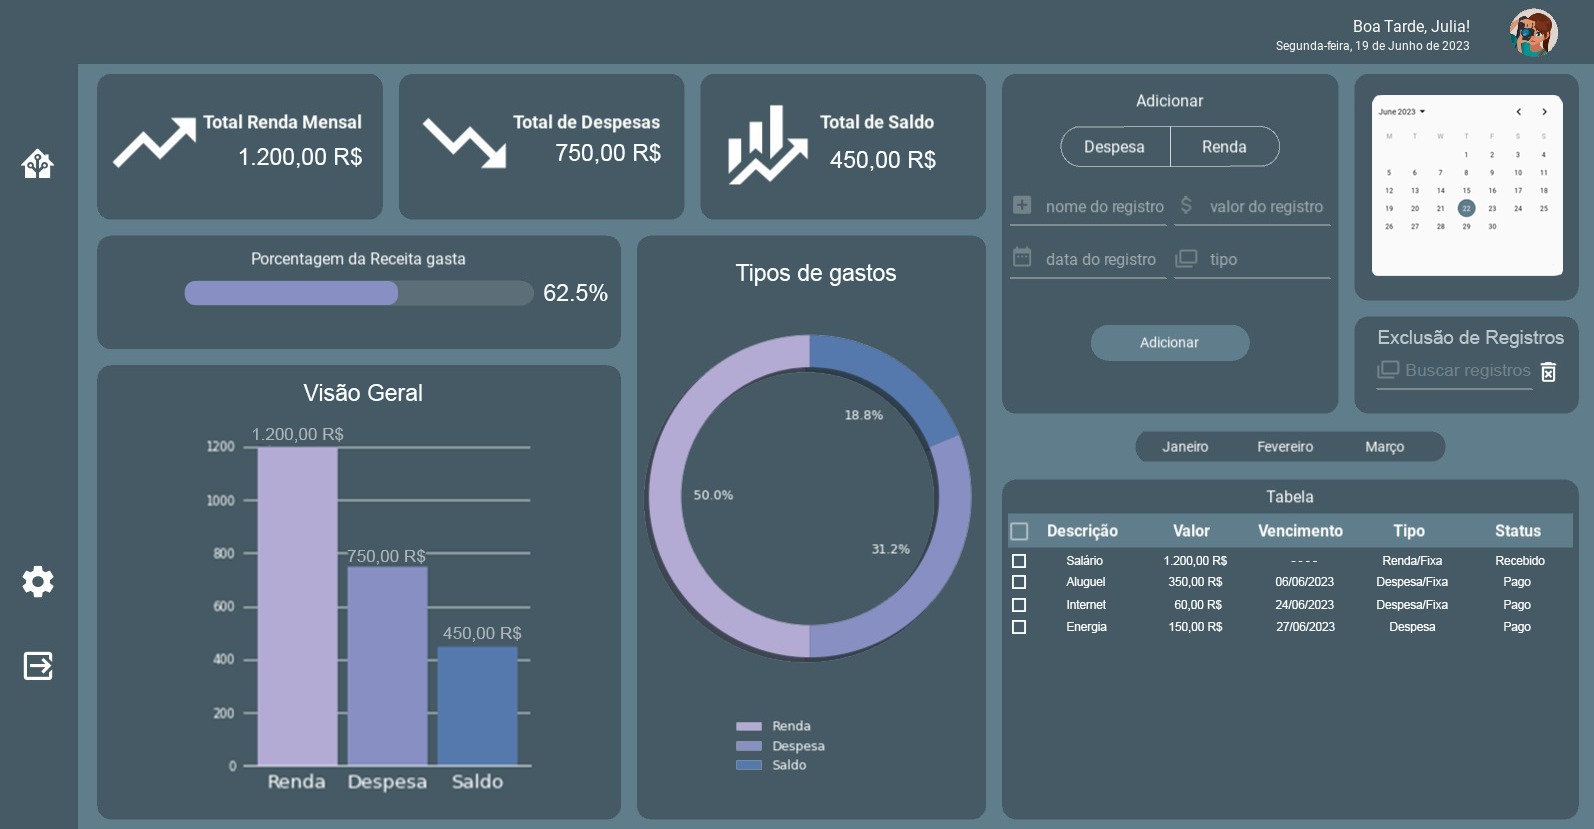 Boa Tarde, Julia!
Segunda-feira, 19 de Junho de 2023
Total Renda Mensal
1.200,00 R$
Total de Despesas
750,00 R$
Total de Saldo
450,00 R$
Porcentagem da Receita gasta
62.5%
Visão Geral
1.200,00 R$
750,00 R$
450,00 R$
1200
1000
800
600
400
200
0
Renda Despesa Saldo
Tipos de gastos
18.8%
50.0%
31.2%
Renda
Despesa
Saldo
Adicionar
Despesa Renda
nome do registro $ valor do registro
data do registro tipo
Adicionar
June 2023
M T W T F S S
1 2 3 4
5 6 7 8 9 10 11
12 13 14 15 16 17 18
19 20 21 22 23 24 25
26 27 28 29 30
Exclusão de Registros
Buscar registros
Janeiro Fevereiro Março
Tabela
Descrição Valor Vencimento Tipo Status
Salário 1.200,00 R$ - - - - Renda/Fixa Recebido
Aluguel 350,00 R$ 06/06/2023 Despesa/Fixa Pago
Internet 60,00 R$ 24/06/2023 Despesa/Fixa Pago
Energia 150,00 R$ 27/06/2023 Despesa Pago